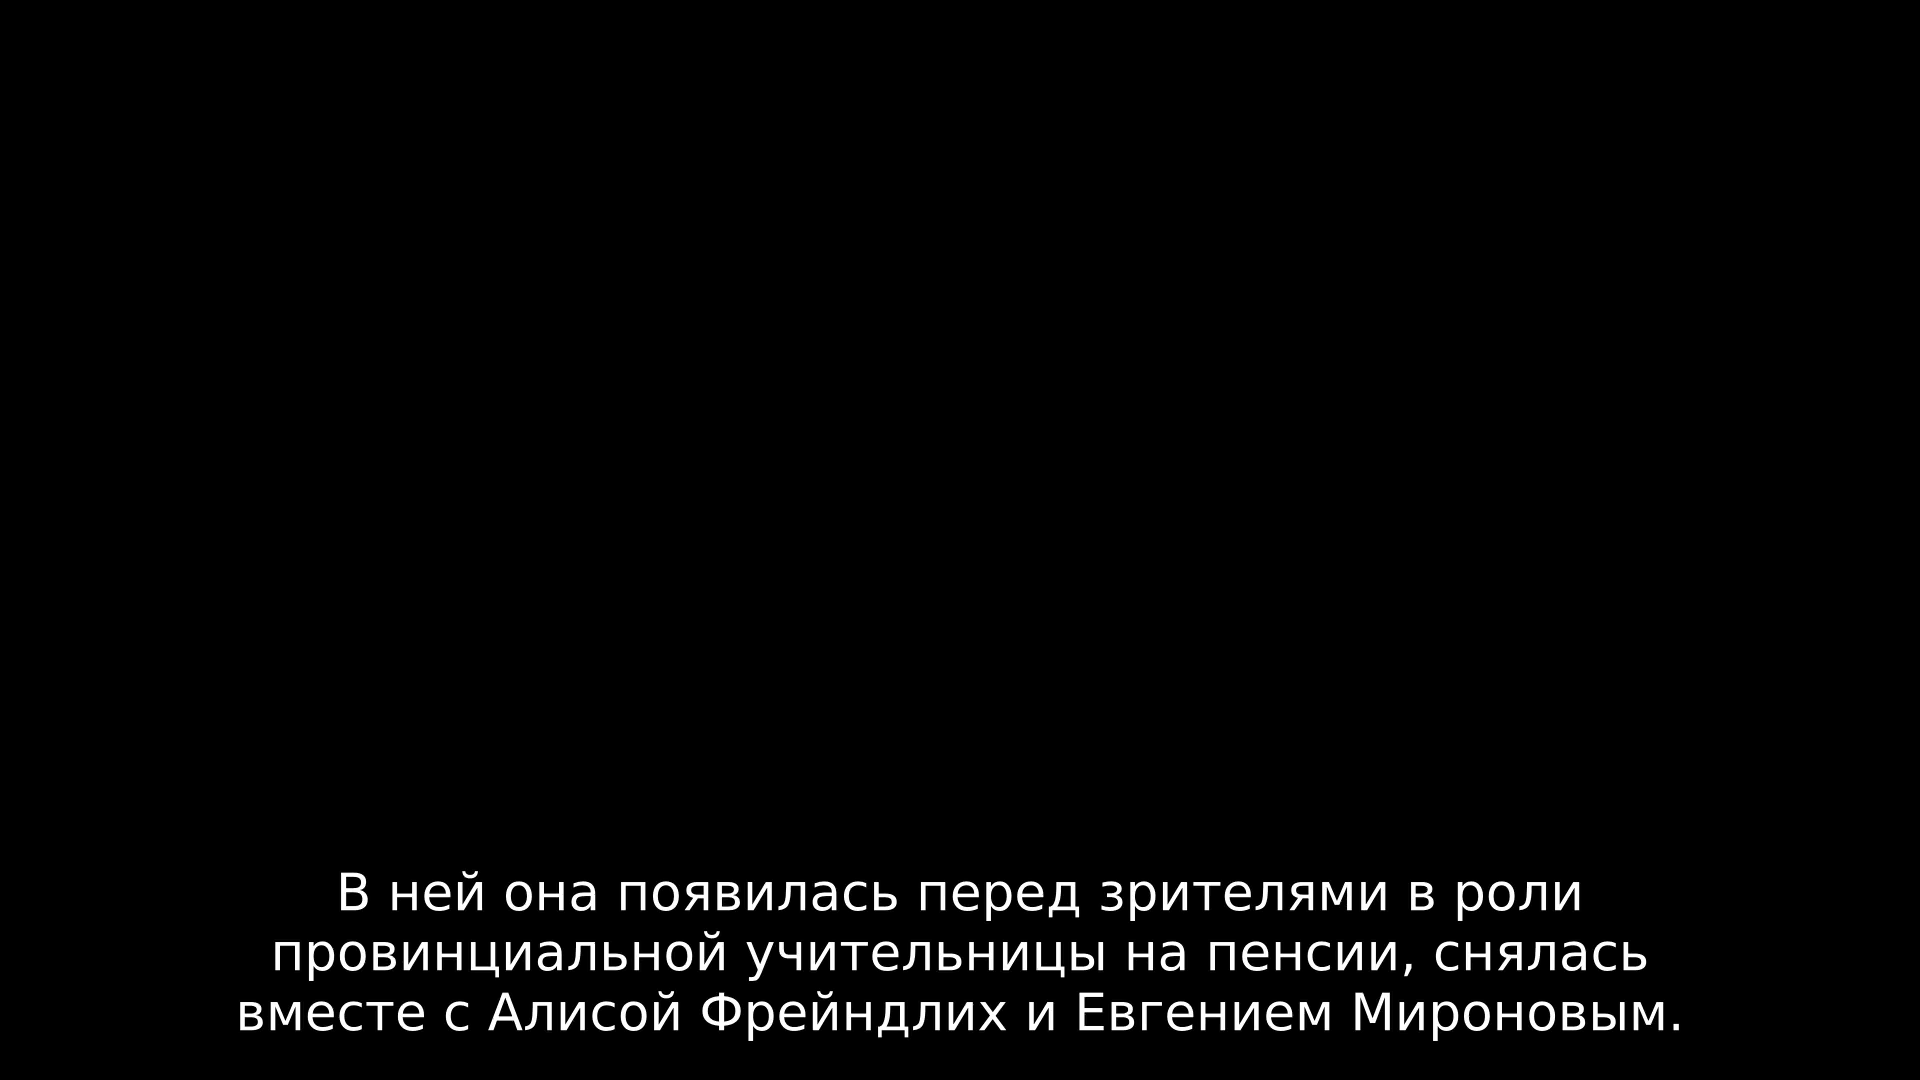 В ней она появилась перед зрителями в роли
провинциальной учительницы на пенсии, снялась
вместе с Алисой Фрейндлих и Евгением Мироновым.